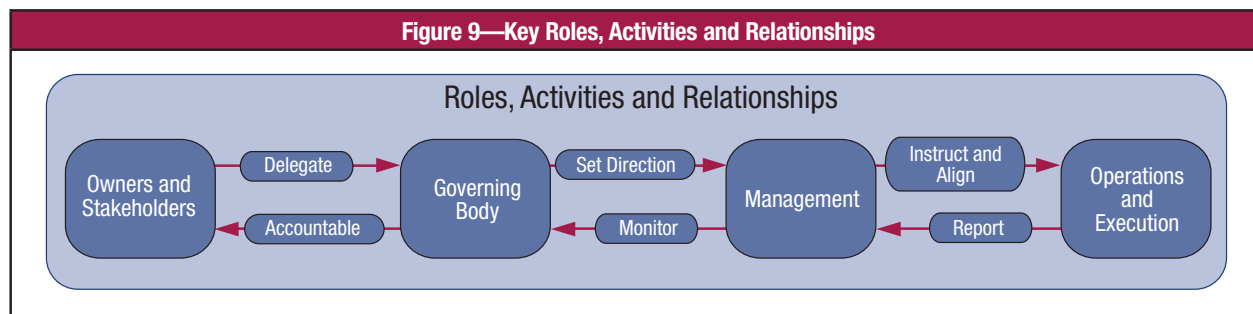 Figure 9—Key Roles, Activities and Relationships
Roles, Activities and Relationships
Owners and
Stakeholders
Delegate
Accountable
Governing
Body
Set Direction
Monitor
Management
Instruct and
Align
Report
Operations
and
Execution